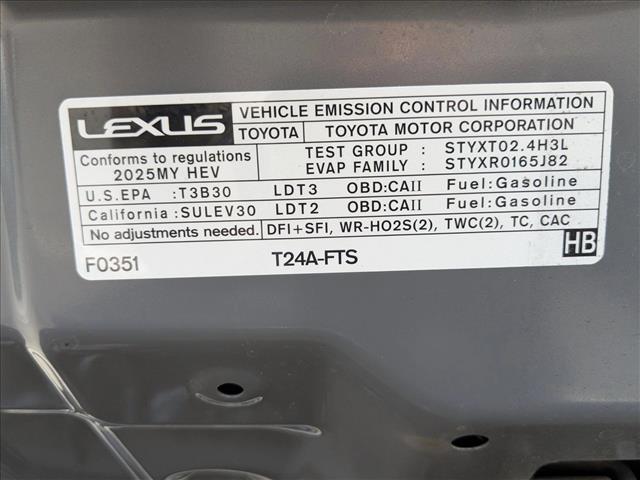 LEXUS VEHICLE EMISSION CONTROL INFORMATION
TOYOTA TOYOTA MOTOR CORPORATION
Conforms to regulations TEST GROUP : STYXT02.4H3L
2025MY HEV EVAP FAMILY : STYXR0165J82
U.S.EPA :T3B30 LDT3 OBD:CAII Fuel:Gasoline
California :SULEV30 LDT2 OBD:CAII Fuel:Gasoline
No adjustments needed. DFI+SFI, WR-HO2S(2), TWC(2), TC, CAC
F0351 T24A-FTS HB